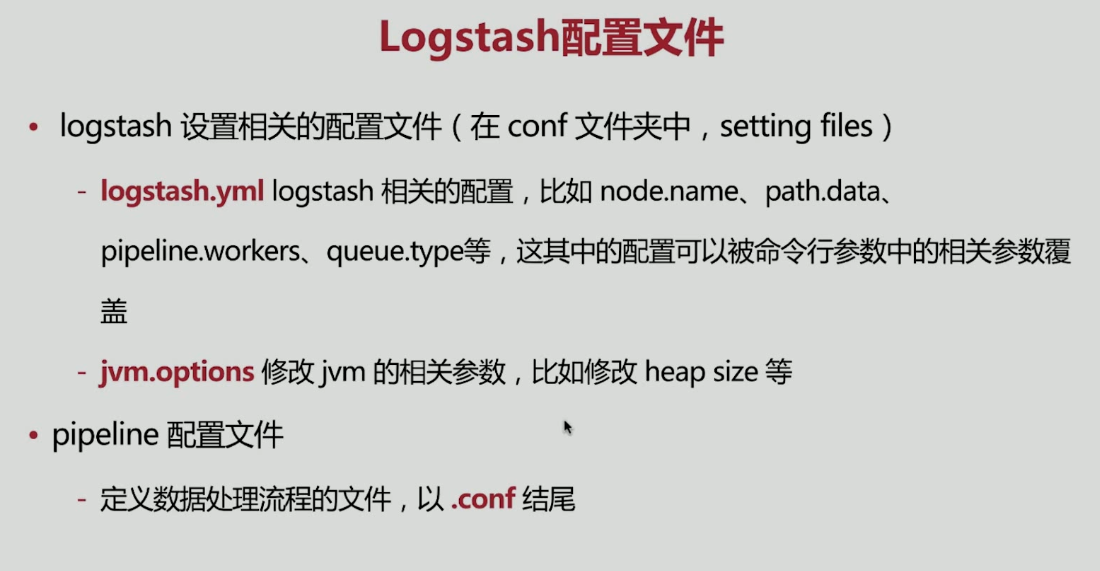 Logstash配置文件
• logstash 设置相关的配置文件（在 conf 文件夹中，setting files）
- logstash.yml logstash 相关的配置，比如 node.name、path.data、
pipeline.workers、queue.type等，这其中的配置可以被命令行参数中的相关参数覆
盖
- jvm.options 修改 jvm 的相关参数，比如修改 heap size 等
• pipeline 配置文件
- 定义数据处理流程的文件，以 .conf 结尾